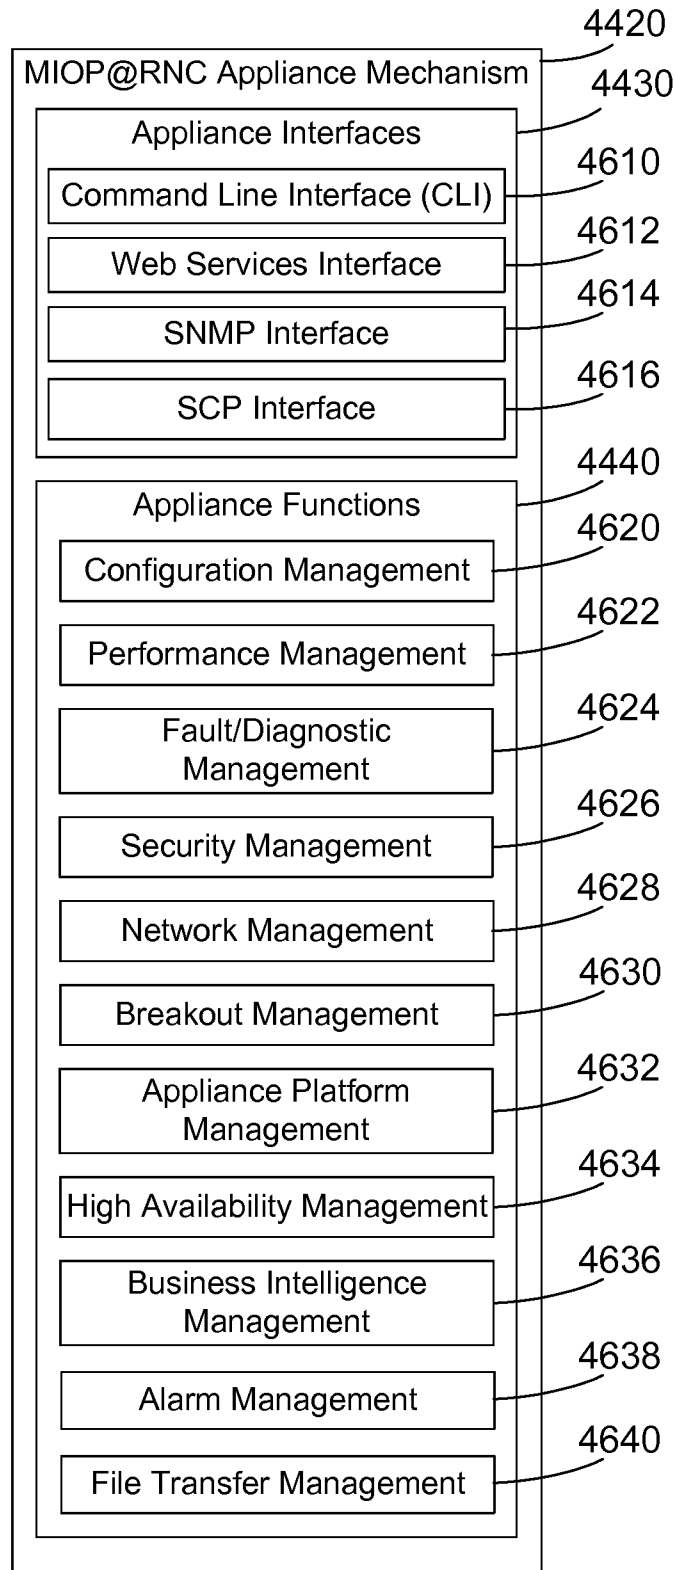 4420
MIOP@RNC Appliance Mechanism
4430
Appliance Interfaces
4610
Command Line Interface (CLI)
4612
Web Services Interface
4614
SNMP Interface
4616
SCP Interface
4440
Appliance Functions
4620
Configuration Management
4622
Performance Management
4624
Fault/Diagnostic
Management
4626
Security Management
4628
Network Management
4630
Breakout Management
4632
Appliance Platform
Management
4634
High Availability Management
4636
Business Intelligence
Management
4638
Alarm Management
4640
File Transfer Management